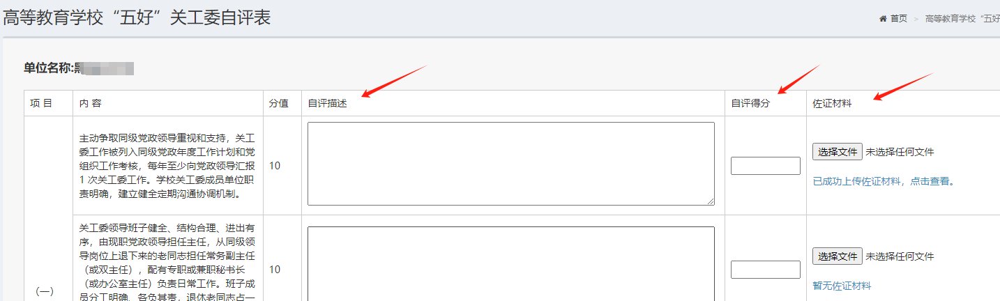 高等教育学校“五好”关工委自评表
首页 > 高等教育学校“五好
单位名称:黑
项 目 内 容 分值 自评描述 自评得分 佐证材料
主动争取同级党政领导重视和支持，关工
委工作被列入同级党政年度工作计划和党
组织工作考核，每年至少向党政领导汇报
1 次关工委工作。学校关工委成员单位职
责明确，建立健全定期沟通协调机制。
10
选择文件 未选择任何文件
已成功上传佐证材料，点击查看。
关工委领导班子健全、结构合理、进出有
序，由现职党政领导担任主任，从同级领
导岗位上退下来的老同志担任常务副主任
（或双主任），配有专职或兼职秘书长
（或办公室主任）负责日常工作。班子成
员分工明确、各负其责，退休老同志占一
10
选择文件 未选择任何文件
暂无佐证材料
（一）